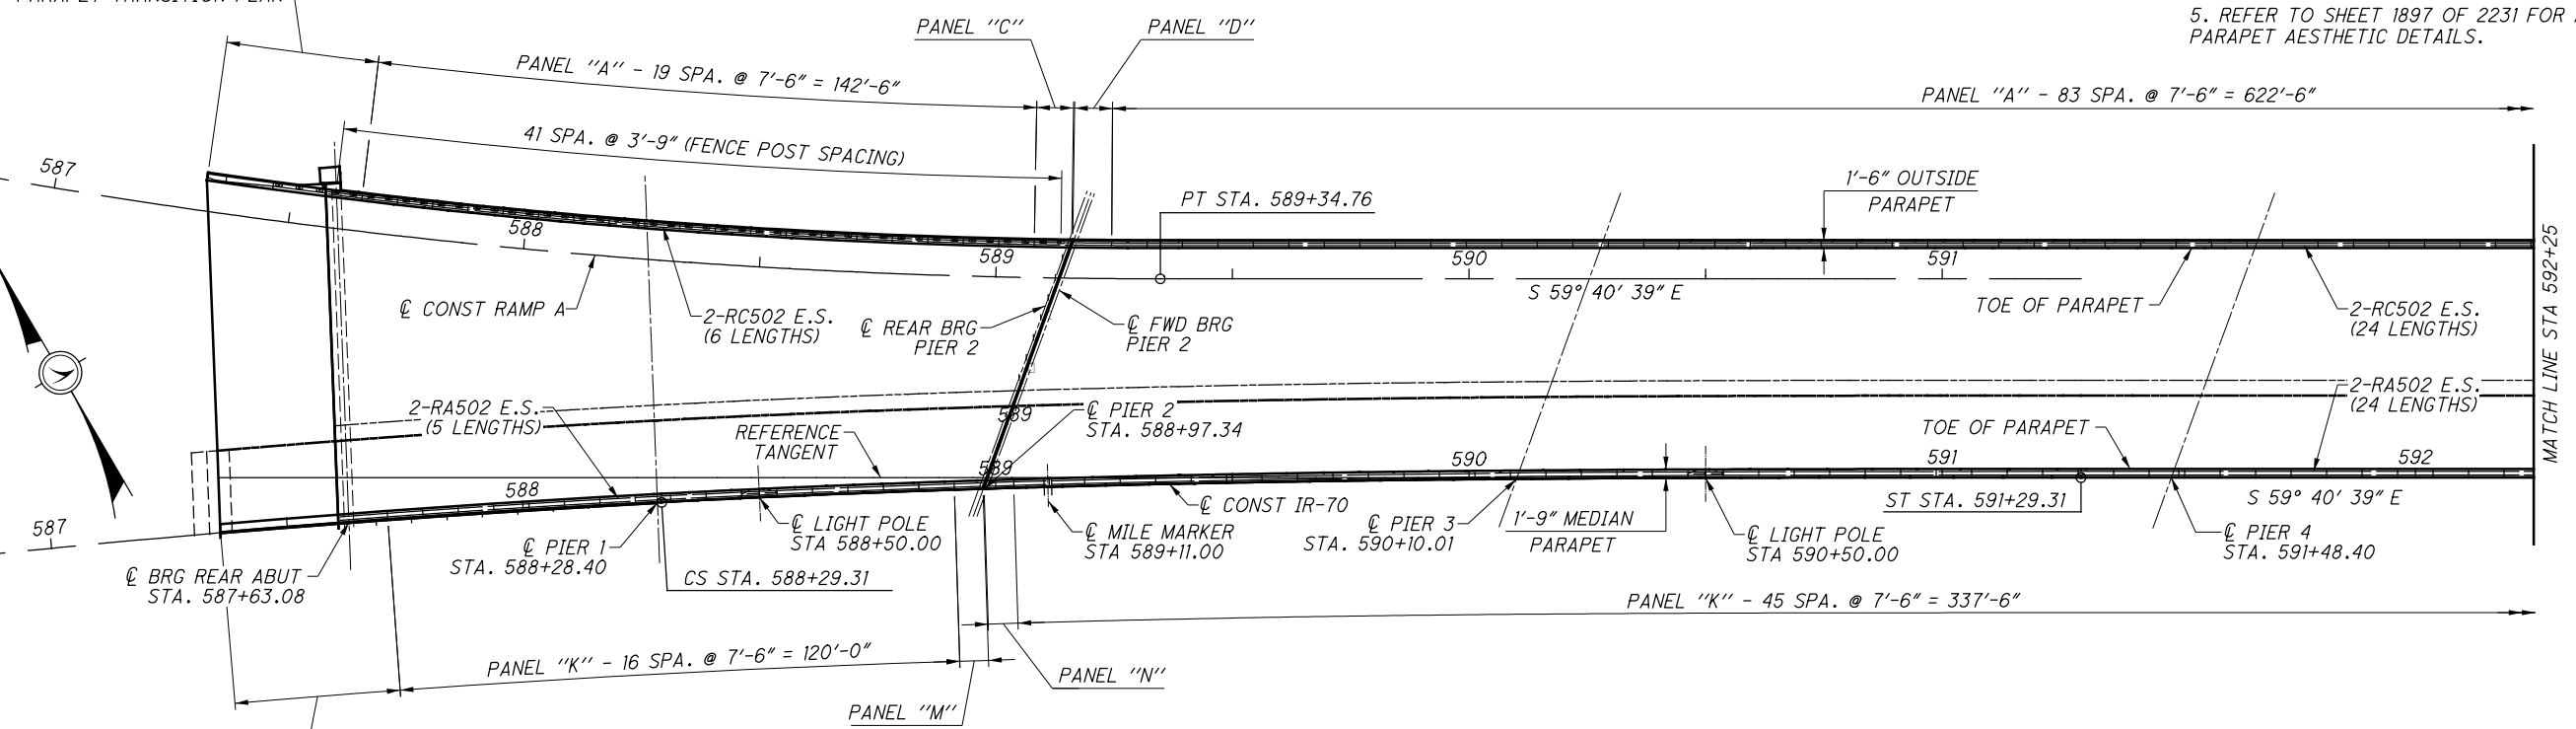 PARAPET TRANSITION PLAN
PANEL "C"
PANEL "D"
5. REFER TO SHEET 1897 OF 2231 FOR
PARAPET AESTHETIC DETAILS.
PANEL "A" - 19 SPA. @ 7'-6" = 142'-6"
PANEL "A" - 83 SPA. @ 7'-6" = 622'-6"
41 SPA. @ 3'-9" (FENCE POST SPACING)
587
588
589
590
591
PT STA. 589+34.76
1'-6" OUTSIDE
PARAPET
S 59° 40' 39" E
℄ CONST RAMP A
2-RC502 E.S.
(6 LENGTHS)
℄ REAR BRG
PIER 2
℄ FWD BRG
PIER 2
TOE OF PARAPET
2-RC502 E.S.
(24 LENGTHS)
MATCH LINE STA 592+25
2-RA502 E.S.
(5 LENGTHS)
REFERENCE
TANGENT
589
℄ PIER 2
STA. 588+97.34
2-RA502 E.S.
(24 LENGTHS)
TOE OF PARAPET
587
588
589
590
591
592
℄ BRG REAR ABUT
STA. 587+63.08
℄ PIER 1
STA. 588+28.40
CS STA. 588+29.31
℄ LIGHT POLE
STA 588+50.00
℄ CONST IR-70
℄ MILE MARKER
STA 589+11.00
℄ PIER 3
STA. 590+10.01
1'-9" MEDIAN
PARAPET
℄ LIGHT POLE
STA 590+50.00
ST STA. 591+29.31
S 59° 40' 39" E
℄ PIER 4
STA. 591+48.40
PANEL "K" - 45 SPA. @ 7'-6" = 337'-6"
PANEL "K" - 16 SPA. @ 7'-6" = 120'-0"
PANEL "N"
PANEL "M"